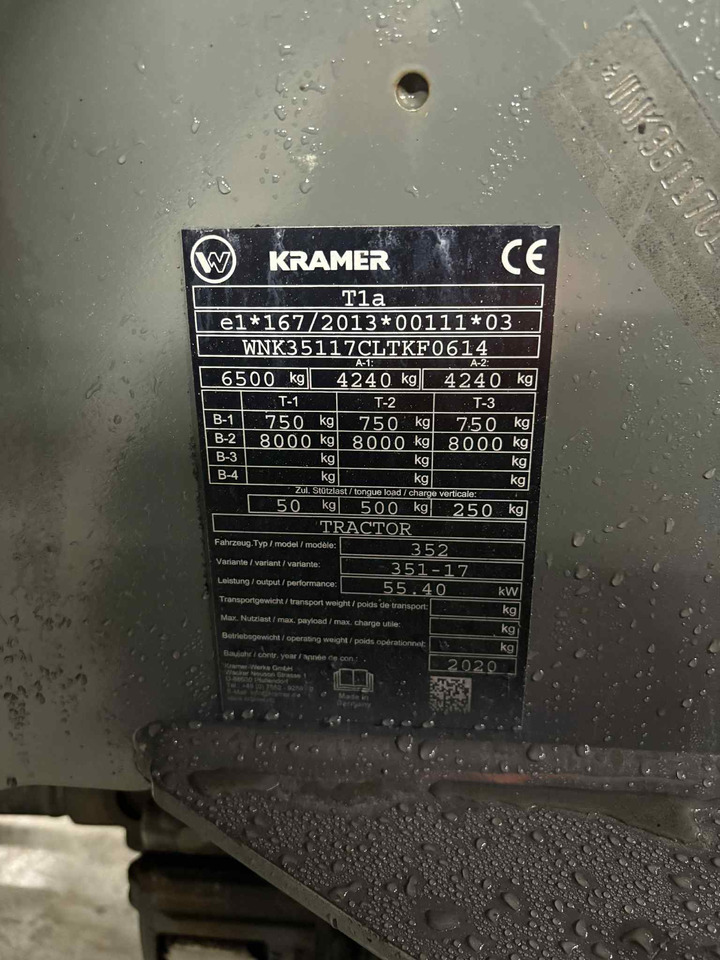 *WNK35117CL
W KRAMER CE
T1a
e1*167/2013*00111*03
WNK35117CLTKF0614
A-1: A-2:
6500 kg 4240 kg 4240 kg
T-1 T-2 T-3
B-1 750 kg 750 kg 750 kg
B-2 8000 kg 8000 kg 8000 kg
B-3 kg kg kg
B-4 kg kg kg
Zul. Stützlast / tongue load / charge verticale:
50 kg 500 kg 250 kg
TRACTOR
Fahrzeug.Typ / model / modèle: 352
Variante / variant / variante: 351-17
Leistung / output / performance: 55.40 kW
Transportgewicht / transport weight / poids de transport: kg
Max. Nutzlast / max. payload / max. charge utile: kg
Betriebsgewicht / operating weight / poids opérationnel: kg
Baujahr / contr. year / année de con.: 2020
Kramer-Werke GmbH
Wacker Neuson Strasse
Made in
Germany